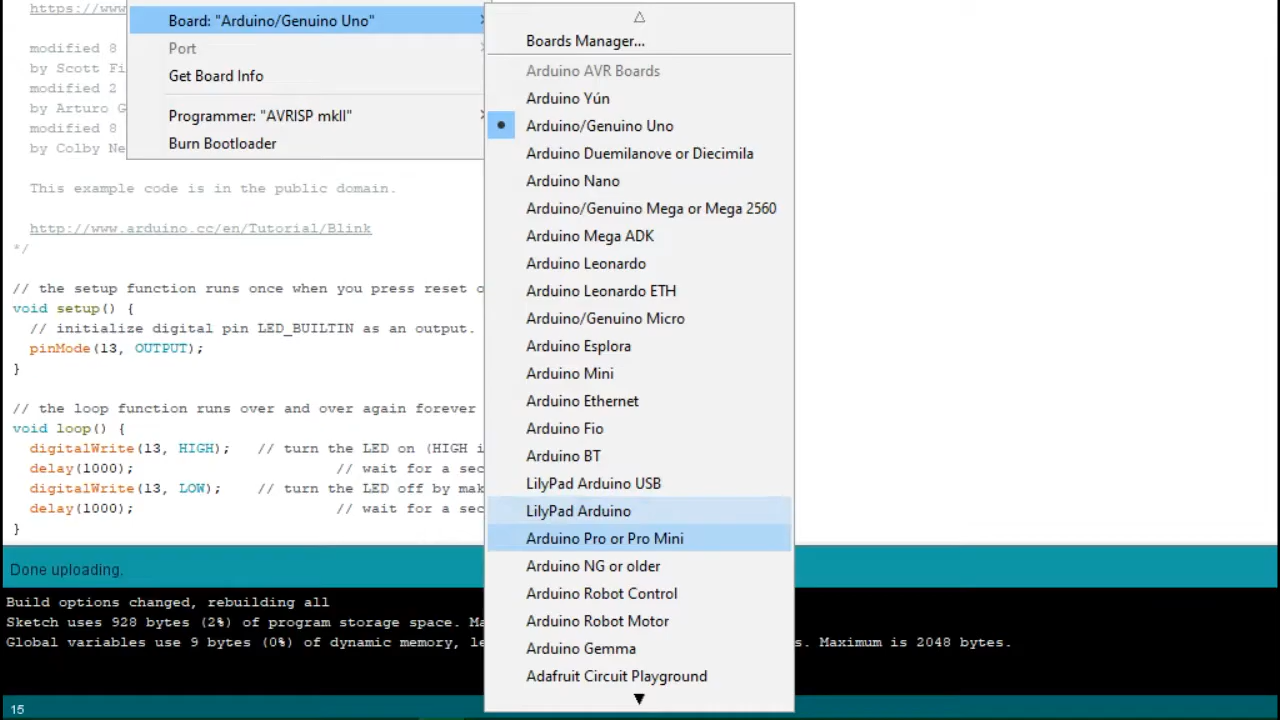 https://www
modified 8
by Scott Fi
modified 2
by Arturo G
modified 8
by Colby Ne
This example code is in the public domain.
http://www.arduino.cc/en/Tutorial/Blink
*/
// the setup function runs once when you press reset o
void setup() {
// initialize digital pin LED_BUILTIN as an output.
pinMode(13, OUTPUT);
}
// the loop function runs over and over again forever
void loop() {
digitalWrite(13, HIGH);   // turn the LED on (HIGH i
delay(1000);                       // wait for a sec
digitalWrite(13, LOW);    // turn the LED off by mak
delay(1000);                       // wait for a sec
}
Board: "Arduino/Genuino Uno"
Port
Get Board Info
Programmer: "AVRISP mkII"
Burn Bootloader
Boards Manager...
Arduino AVR Boards
Arduino Yún
Arduino/Genuino Uno
Arduino Duemilanove or Diecimila
Arduino Nano
Arduino/Genuino Mega or Mega 2560
Arduino Mega ADK
Arduino Leonardo
Arduino Leonardo ETH
Arduino/Genuino Micro
Arduino Esplora
Arduino Mini
Arduino Ethernet
Arduino Fio
Arduino BT
LilyPad Arduino USB
LilyPad Arduino
Arduino Pro or Pro Mini
Arduino NG or older
Arduino Robot Control
Arduino Robot Motor
Arduino Gemma
Adafruit Circuit Playground
Done uploading.
Build options changed, rebuilding all
Sketch uses 928 bytes (2%) of program storage space. Ma
Global variables use 9 bytes (0%) of dynamic memory, le s. Maximum is 2048 bytes.
15